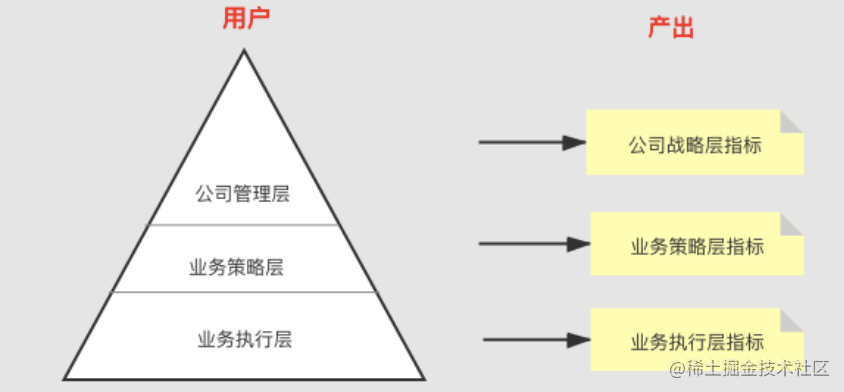 用户
产出
公司管理层
公司战略层指标
业务策略层
业务策略层指标
业务执行层
业务执行层指标
@稀土掘金技术社区